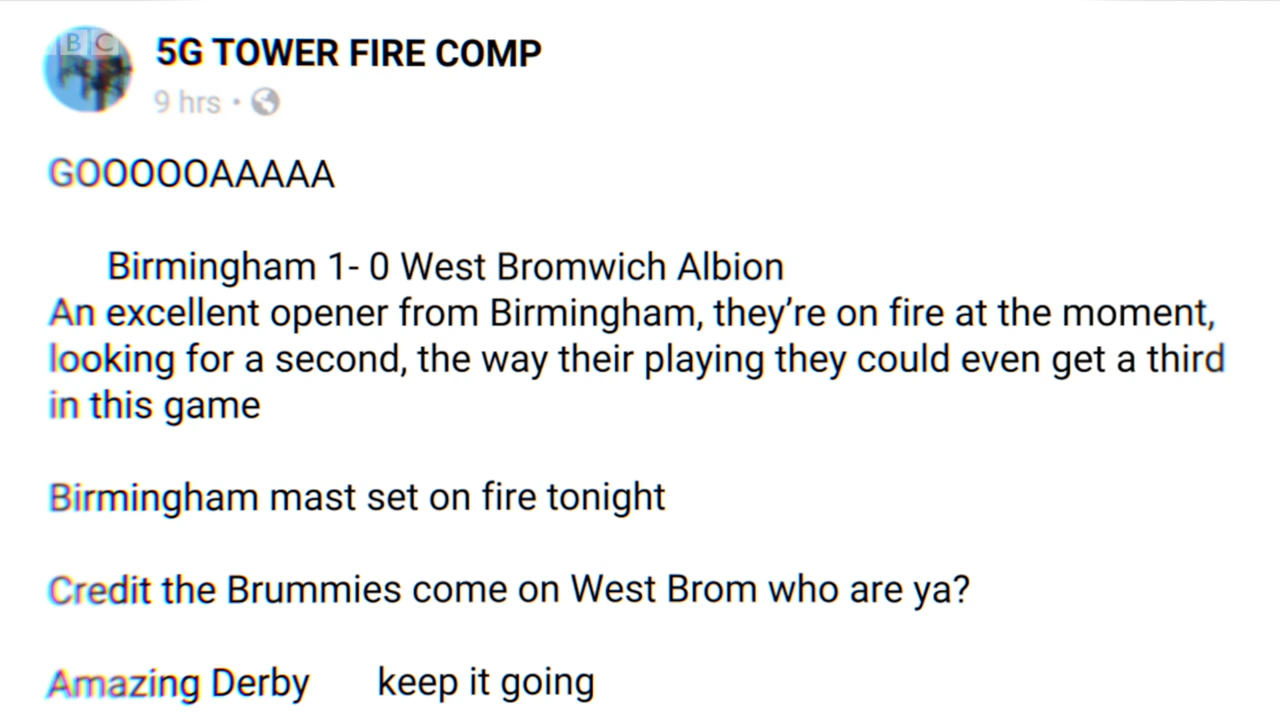 BBC
5G TOWER FIRE COMP
9 hrs ·
GOOOOOAAAAA
Birmingham 1- 0 West Bromwich Albion
An excellent opener from Birmingham, they're on fire at the moment,
looking for a second, the way their playing they could even get a third
in this game
Birmingham mast set on fire tonight
Credit the Brummies come on West Brom who are ya?
Amazing Derby keep it going